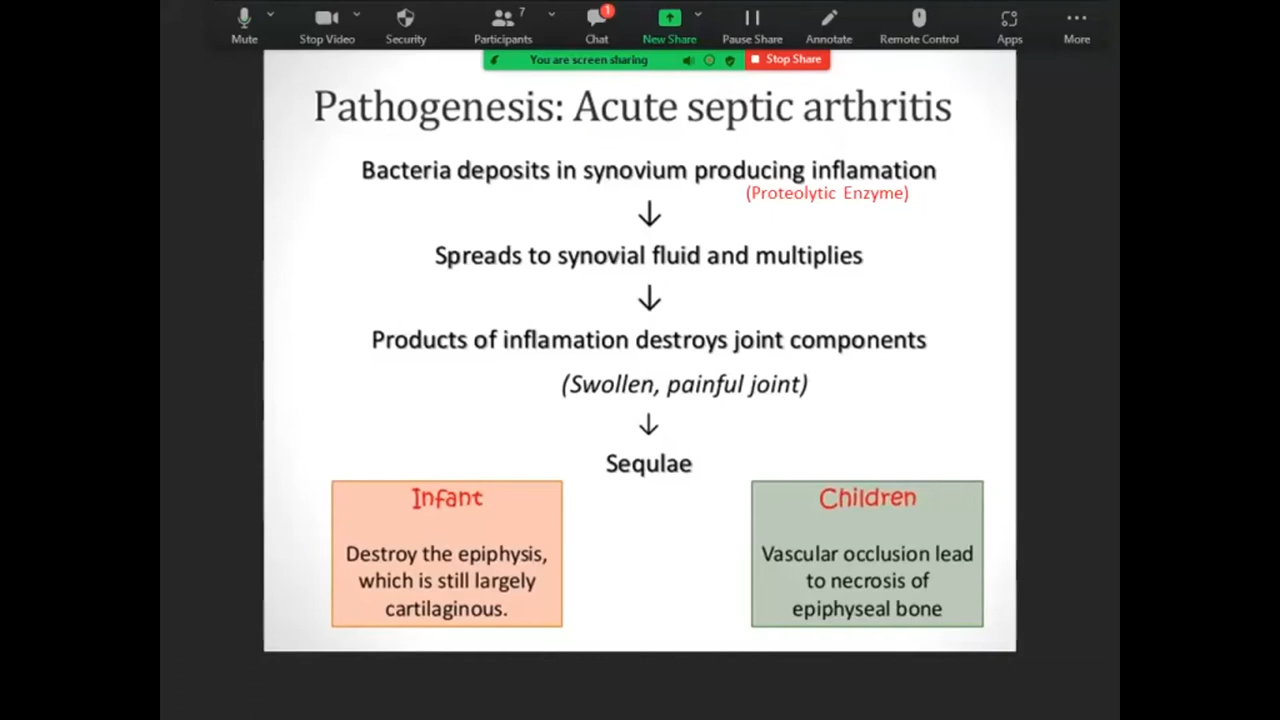 7
1
Mute Stop Video Security Participants Chat New Share Pause Share Annotate Remote Control Apps More
You are screen sharing Stop Share
Pathogenesis: Acute septic arthritis
Bacteria deposits in synovium producing inflamation
(Proteolytic Enzyme)
↓
Spreads to synovial fluid and multiplies
↓
Products of inflamation destroys joint components
(Swollen, painful joint)
↓
Sequlae
Infant
Destroy the epiphysis,
which is still largely
cartilaginous.
Children
Vascular occlusion lead
to necrosis of
epiphyseal bone